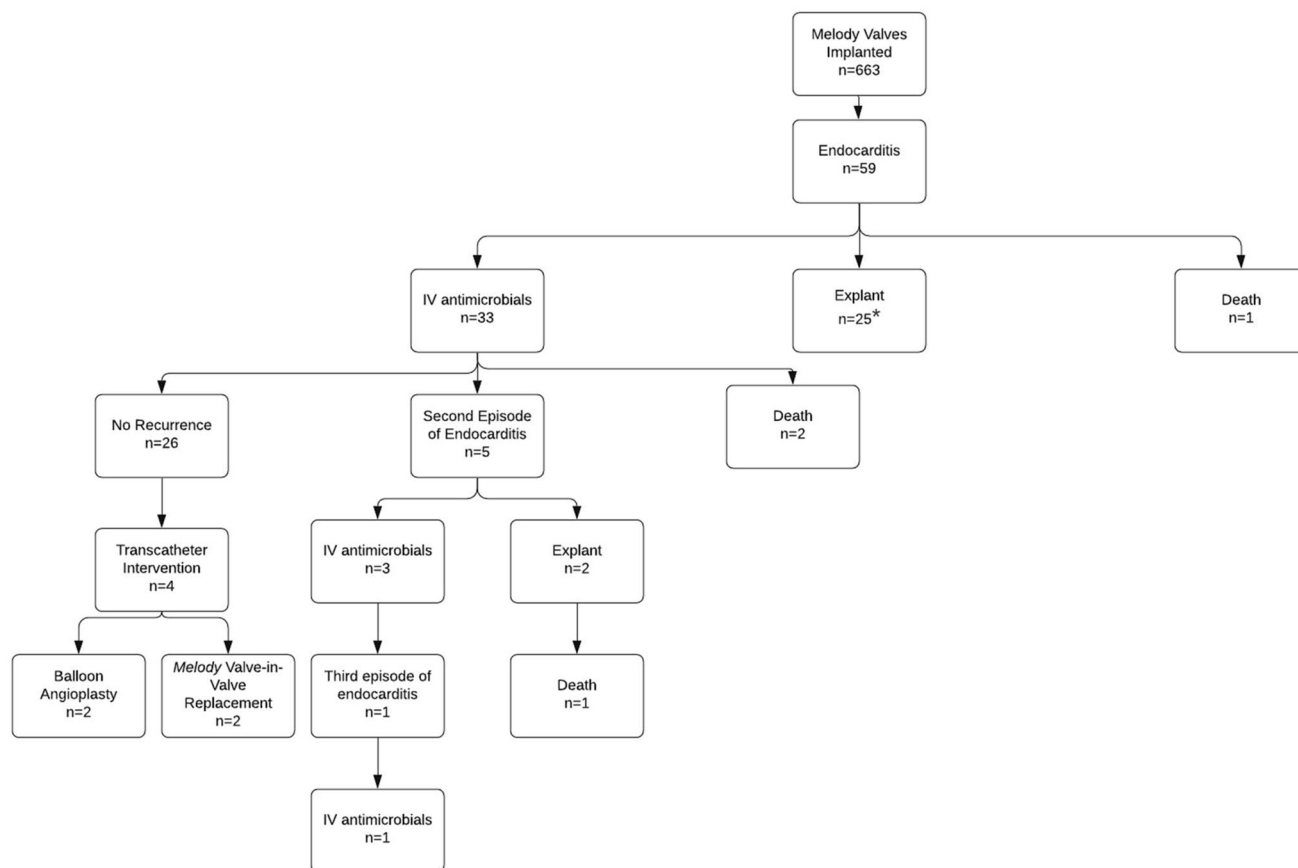 Melody Valves
Implanted
n=663
Endocarditis
n=59
IV antimicrobials
n=33
Explant
n=25*
Death
n=1
No Recurrence
n=26
Second Episode
of Endocarditis
n=5
Death
n=2
Transcatheter
Intervention
n=4
IV antimicrobials
n=3
Explant
n=2
Balloon
Angioplasty
n=2
Melody Valve-in-
Valve
Replacement
n=2
Third episode of
endocarditis
n=1
Death
n=1
IV antimicrobials
n=1